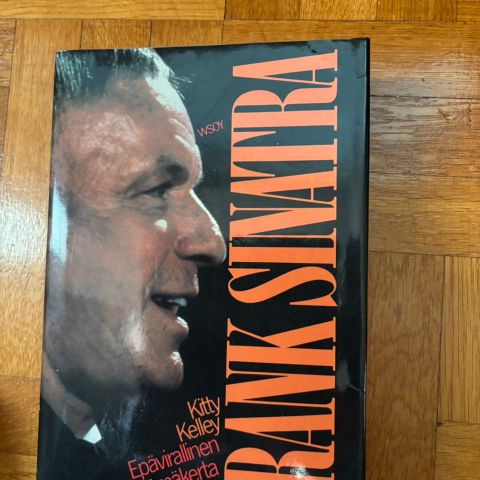 WSOY
RANK SINATRA
Kitty
Kelley
Epävirallinen